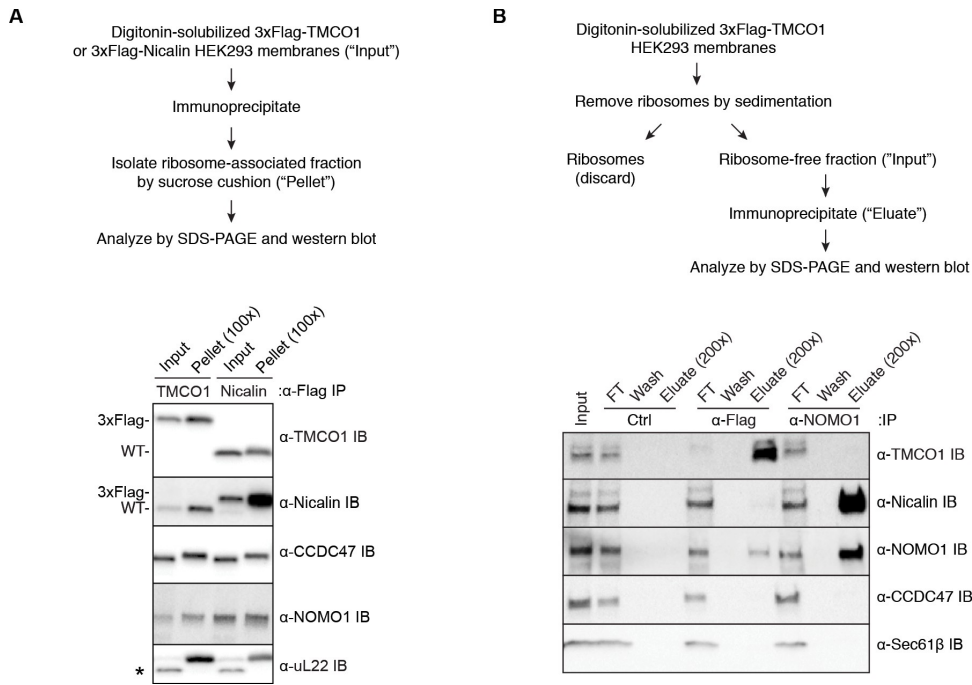 A
Digitonin-solubilized 3xFlag-TMCO1
or 3xFlag-Nicalin HEK293 membranes (“Input”)
Immunoprecipitate
Isolate ribosome-associated fraction
by sucrose cushion (“Pellet”)
Analyze by SDS-PAGE and western blot
Input
Pellet (100x)
Input
Pellet (100x)
TMCO1 Nicalin :α-Flag IP
3xFlag-
WT-
α-TMCO1 IB
3xFlag-
WT-
α-Nicalin IB
α-CCDC47 IB
α-NOMO1 IB
* α-uL22 IB
B
Digitonin-solubilized 3xFlag-TMCO1
HEK293 membranes
Remove ribosomes by sedimentation
Ribosomes
(discard)
Ribosome-free fraction (”Input”)
Immunoprecipitate (“Eluate”)
Analyze by SDS-PAGE and western blot
Input
FT
Wash
Eluate (200x)
FT
Wash
Eluate (200x)
FT
Wash
Eluate (200x)
Ctrl α-Flag α-NOMO1 :IP
α-TMCO1 IB
α-Nicalin IB
α-NOMO1 IB
α-CCDC47 IB
α-Sec61β IB